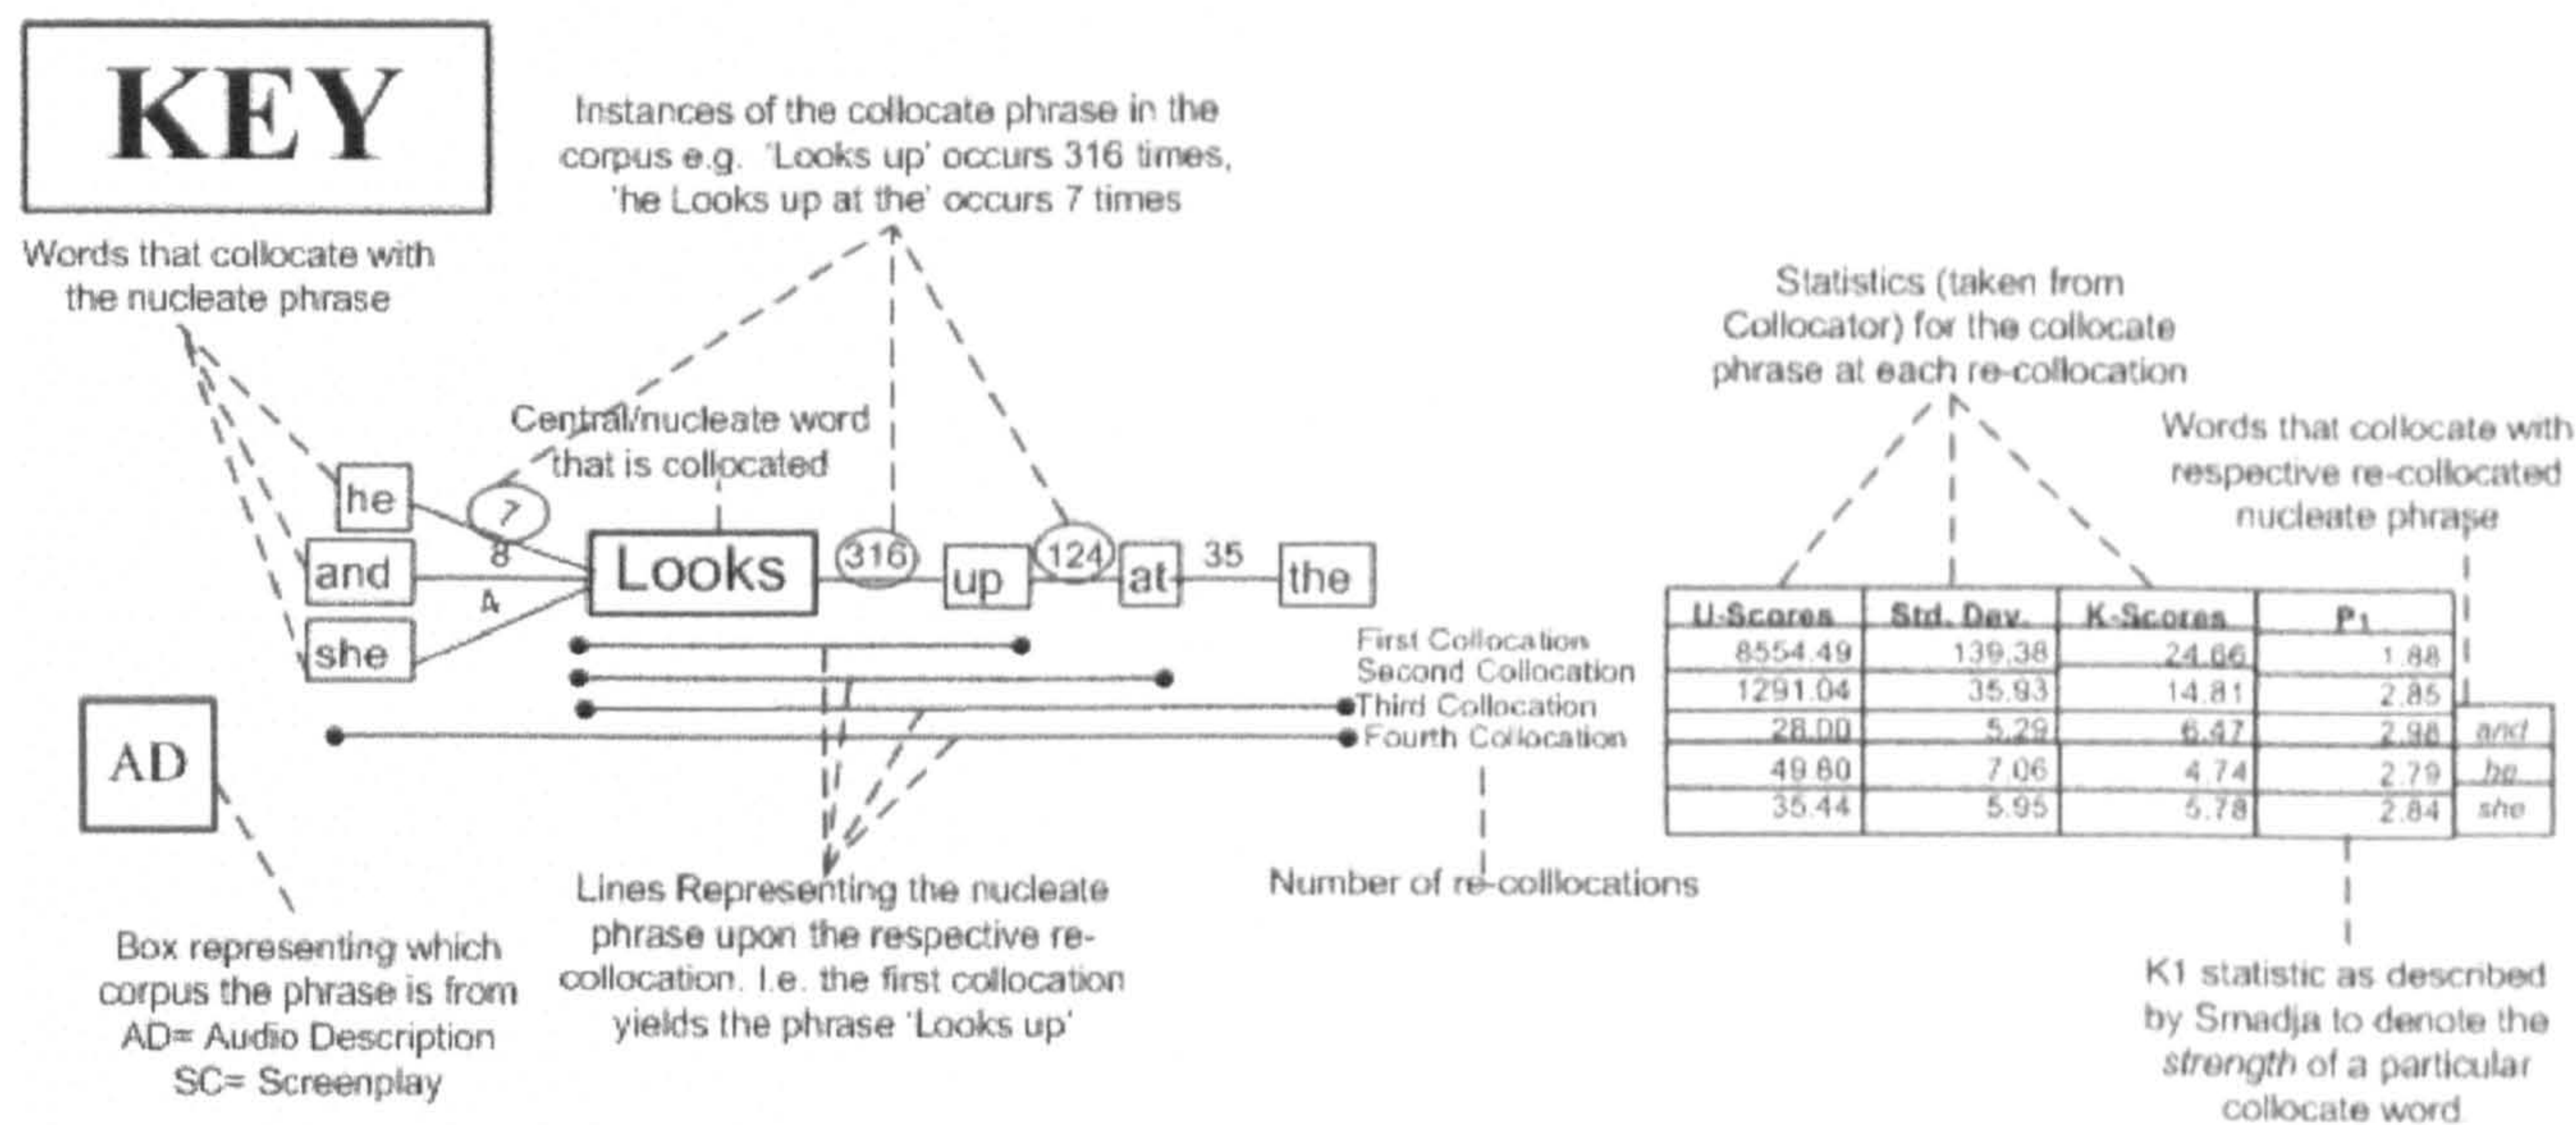 KEY
Instances of the collocate phrase in the
corpus e.g. 'Looks up' occurs 316 times,
'he Looks up at the' occurs 7 times
Words that collocate with
the nucleate phrase
Statistics (taken from
Collocator) for the collocate
phrase at each re-collocation
Central/nucleate word
that is collocated
Words that collocate with
respective re-collocated
nucleate phrase
he
7
8
and
4
she
Looks
316
up
124
at
35
the
First Collocation
Second Collocation
Third Collocation
Fourth Collocation
U-Scores Std. Dev. K-Scores P1
8554.49 139.38 24.66 1.88
1291.04 35.93 14.81 2.85
28.00 5.29 6.47 2.98 and
49.80 7.06 4.74 2.79 he
35.44 5.95 5.78 2.84 she
AD
Number of re-colllocations
Lines Representing the nucleate
phrase upon the respective re-
collocation. I.e. the first collocation
yields the phrase 'Looks up'
Box representing which
corpus the phrase is from
AD= Audio Description
SC= Screenplay
K1 statistic as described
by Smadja to denote the
strength of a particular
collocate word.